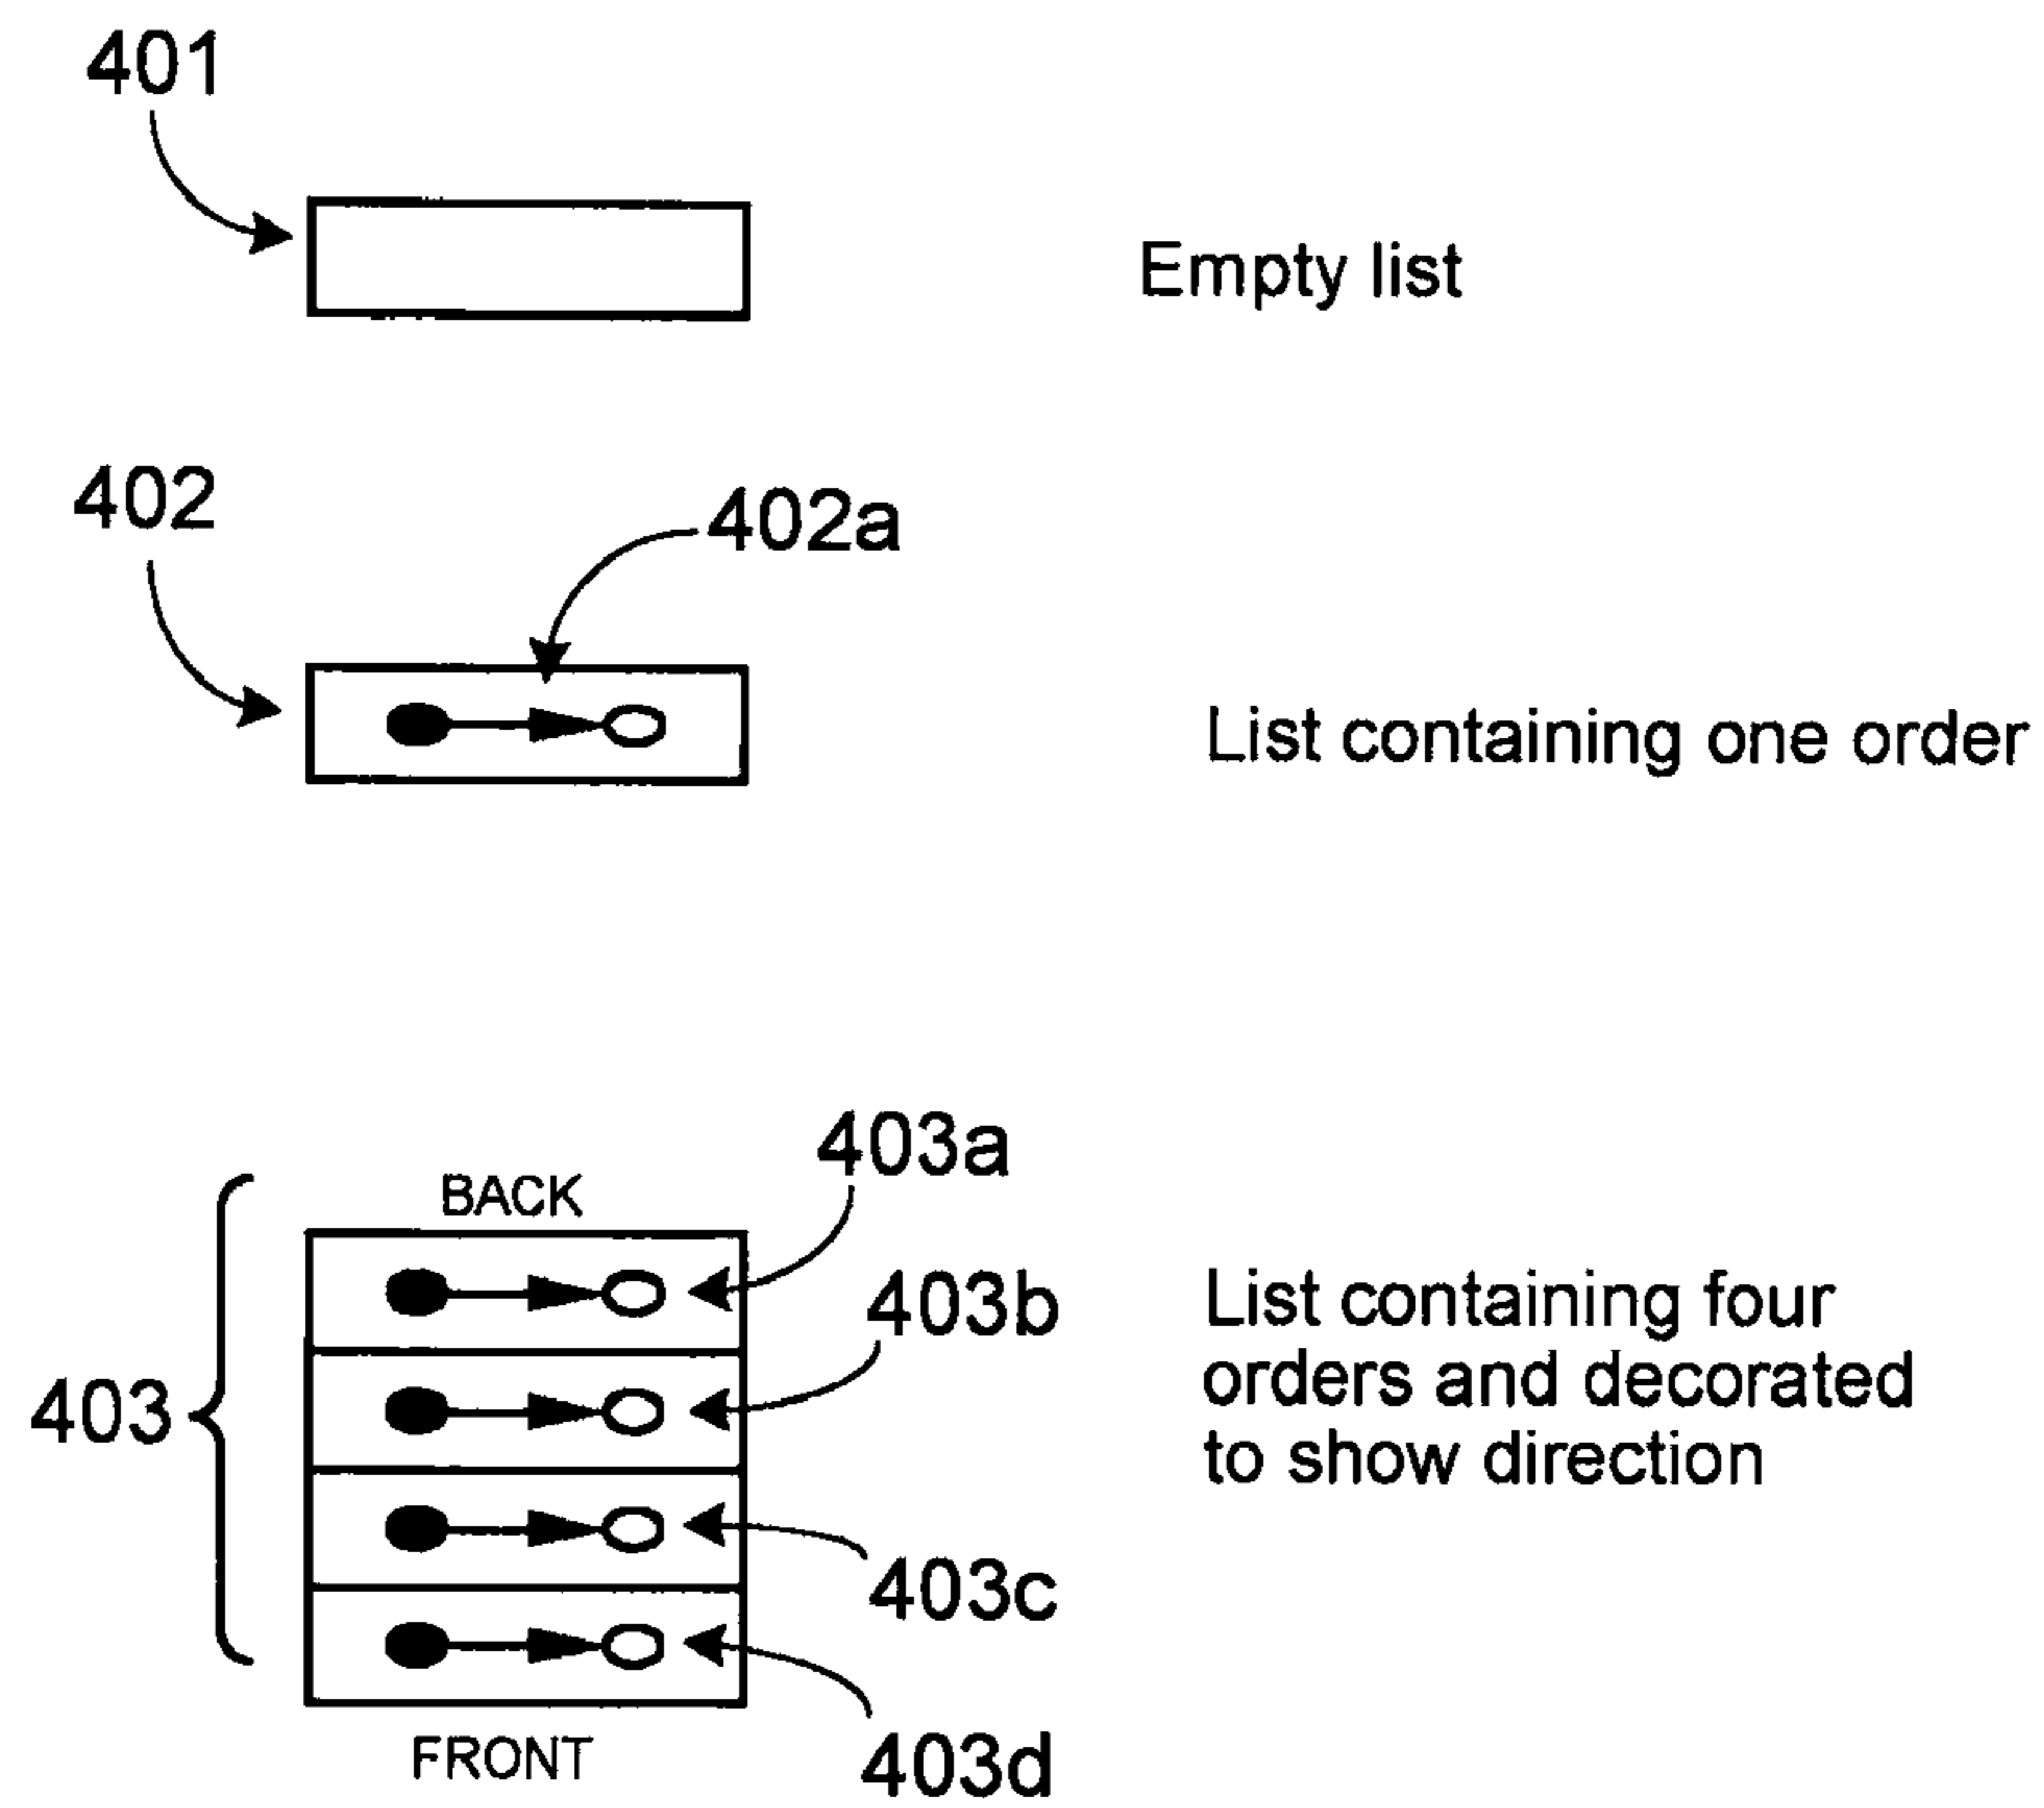 401
Empty list
402
402a
List containing one order
403a
BACK
403b
List containing four
orders and decorated
to show direction
403
403c
FRONT
403d